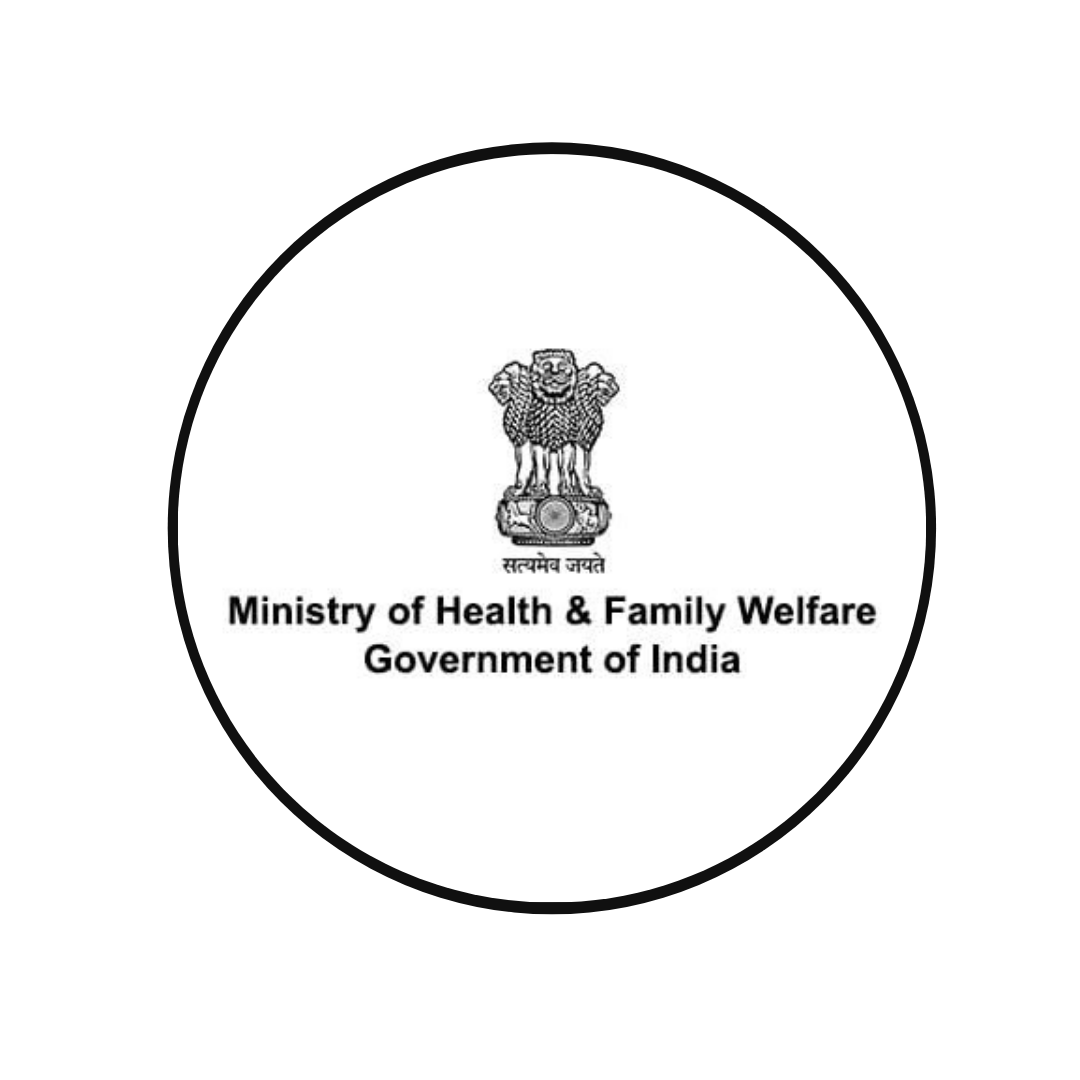 सत्यमेव जयते
Ministry of Health & Family Welfare
Government of India